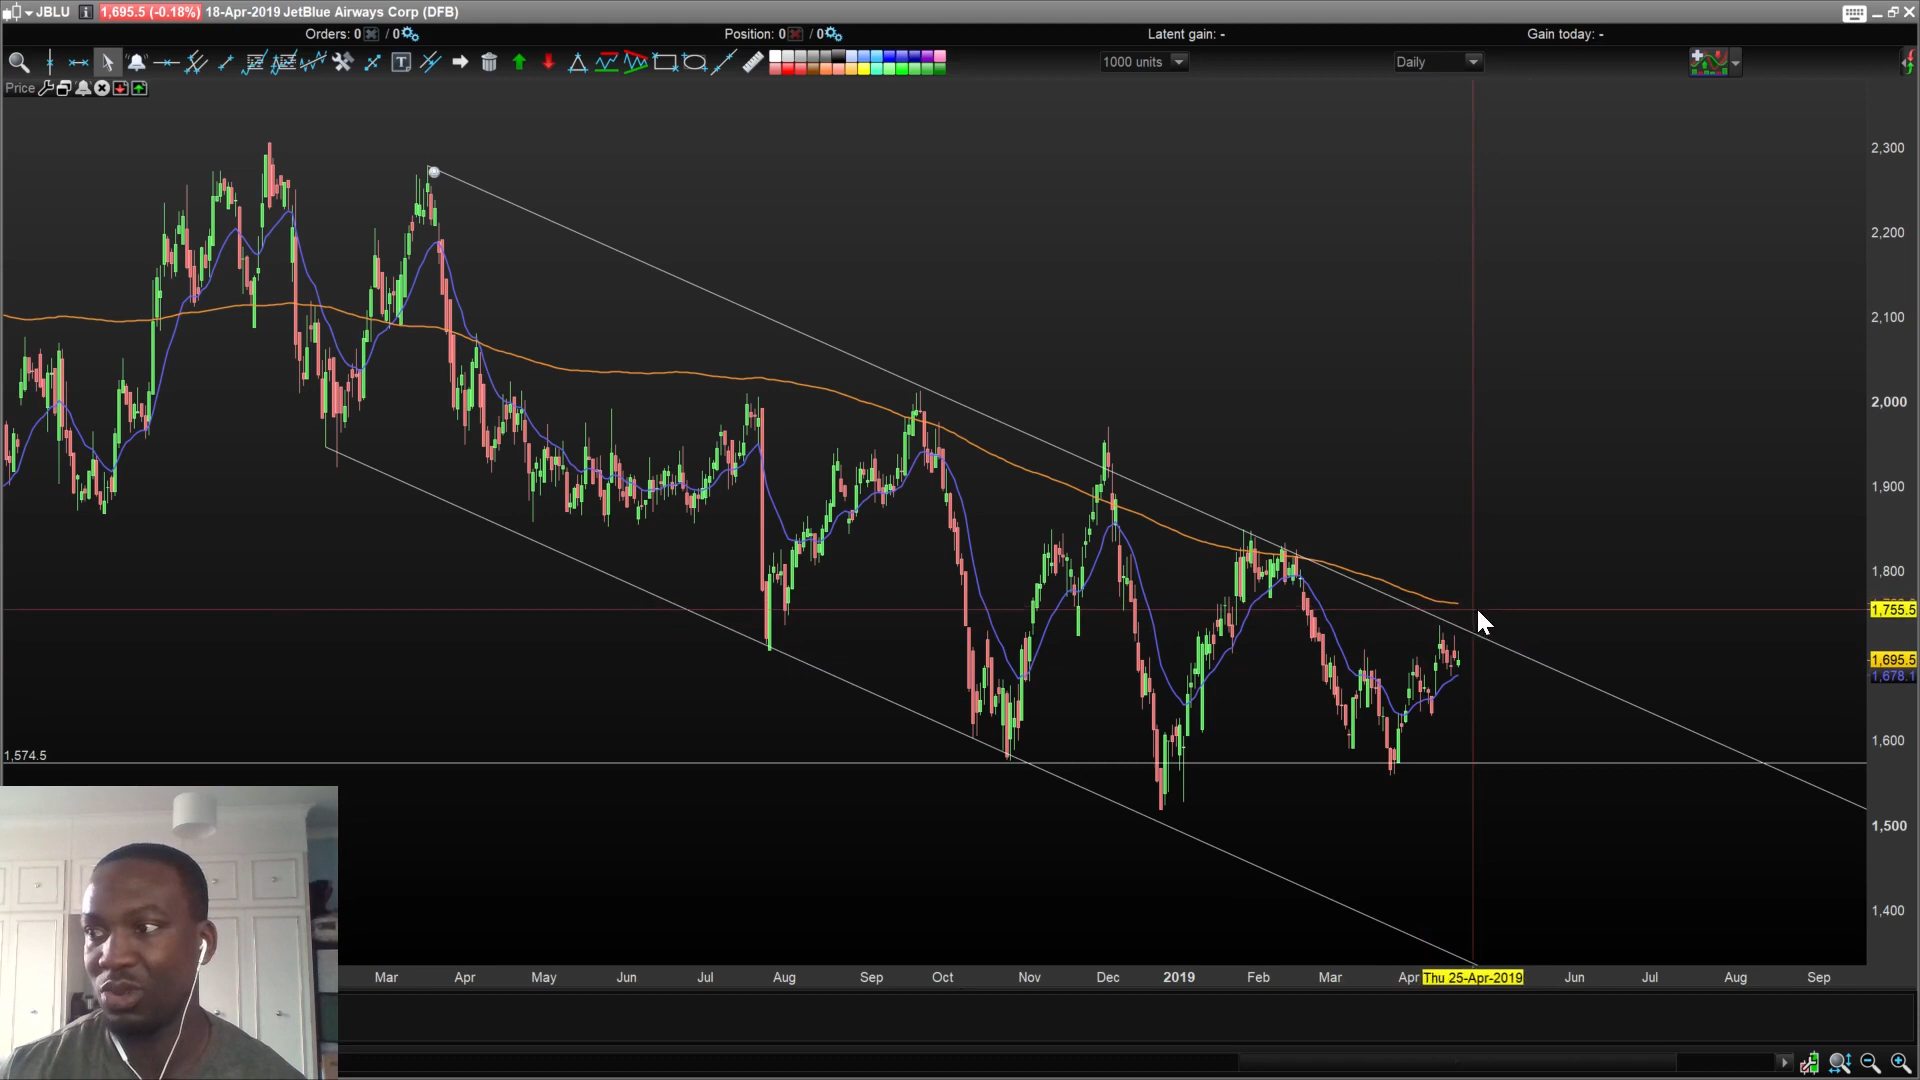 JBLU 1,695.5 (-0.18%) 18-Apr-2019 JetBlue Airways Corp (DFB)
Orders: 0 / 0 Position: 0 / 0 Latent gain: - Gain today: -
1000 units Daily
Price
2,300
2,200
2,100
2,000
1,900
1,800
1,755.5
1,695.5
1,678.1
1,600
1,574.5
1,500
1,400
Mar Apr May Jun Jul Aug Sep Oct Nov Dec 2019 Feb Mar Apr Thu 25-Apr-2019 Jun Jul Aug Sep